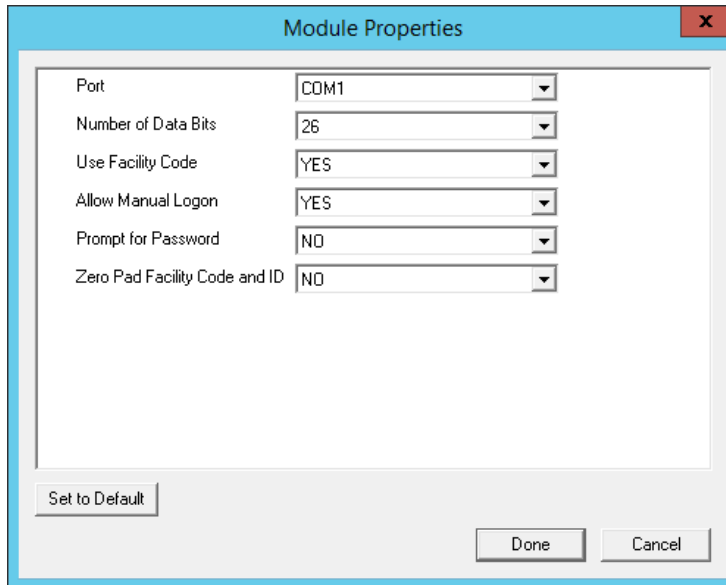 Module Properties
x
Port COM1
Number of Data Bits 26
Use Facility Code YES
Allow Manual Logon YES
Prompt for Password NO
Zero Pad Facility Code and ID NO
Set to Default
Done Cancel